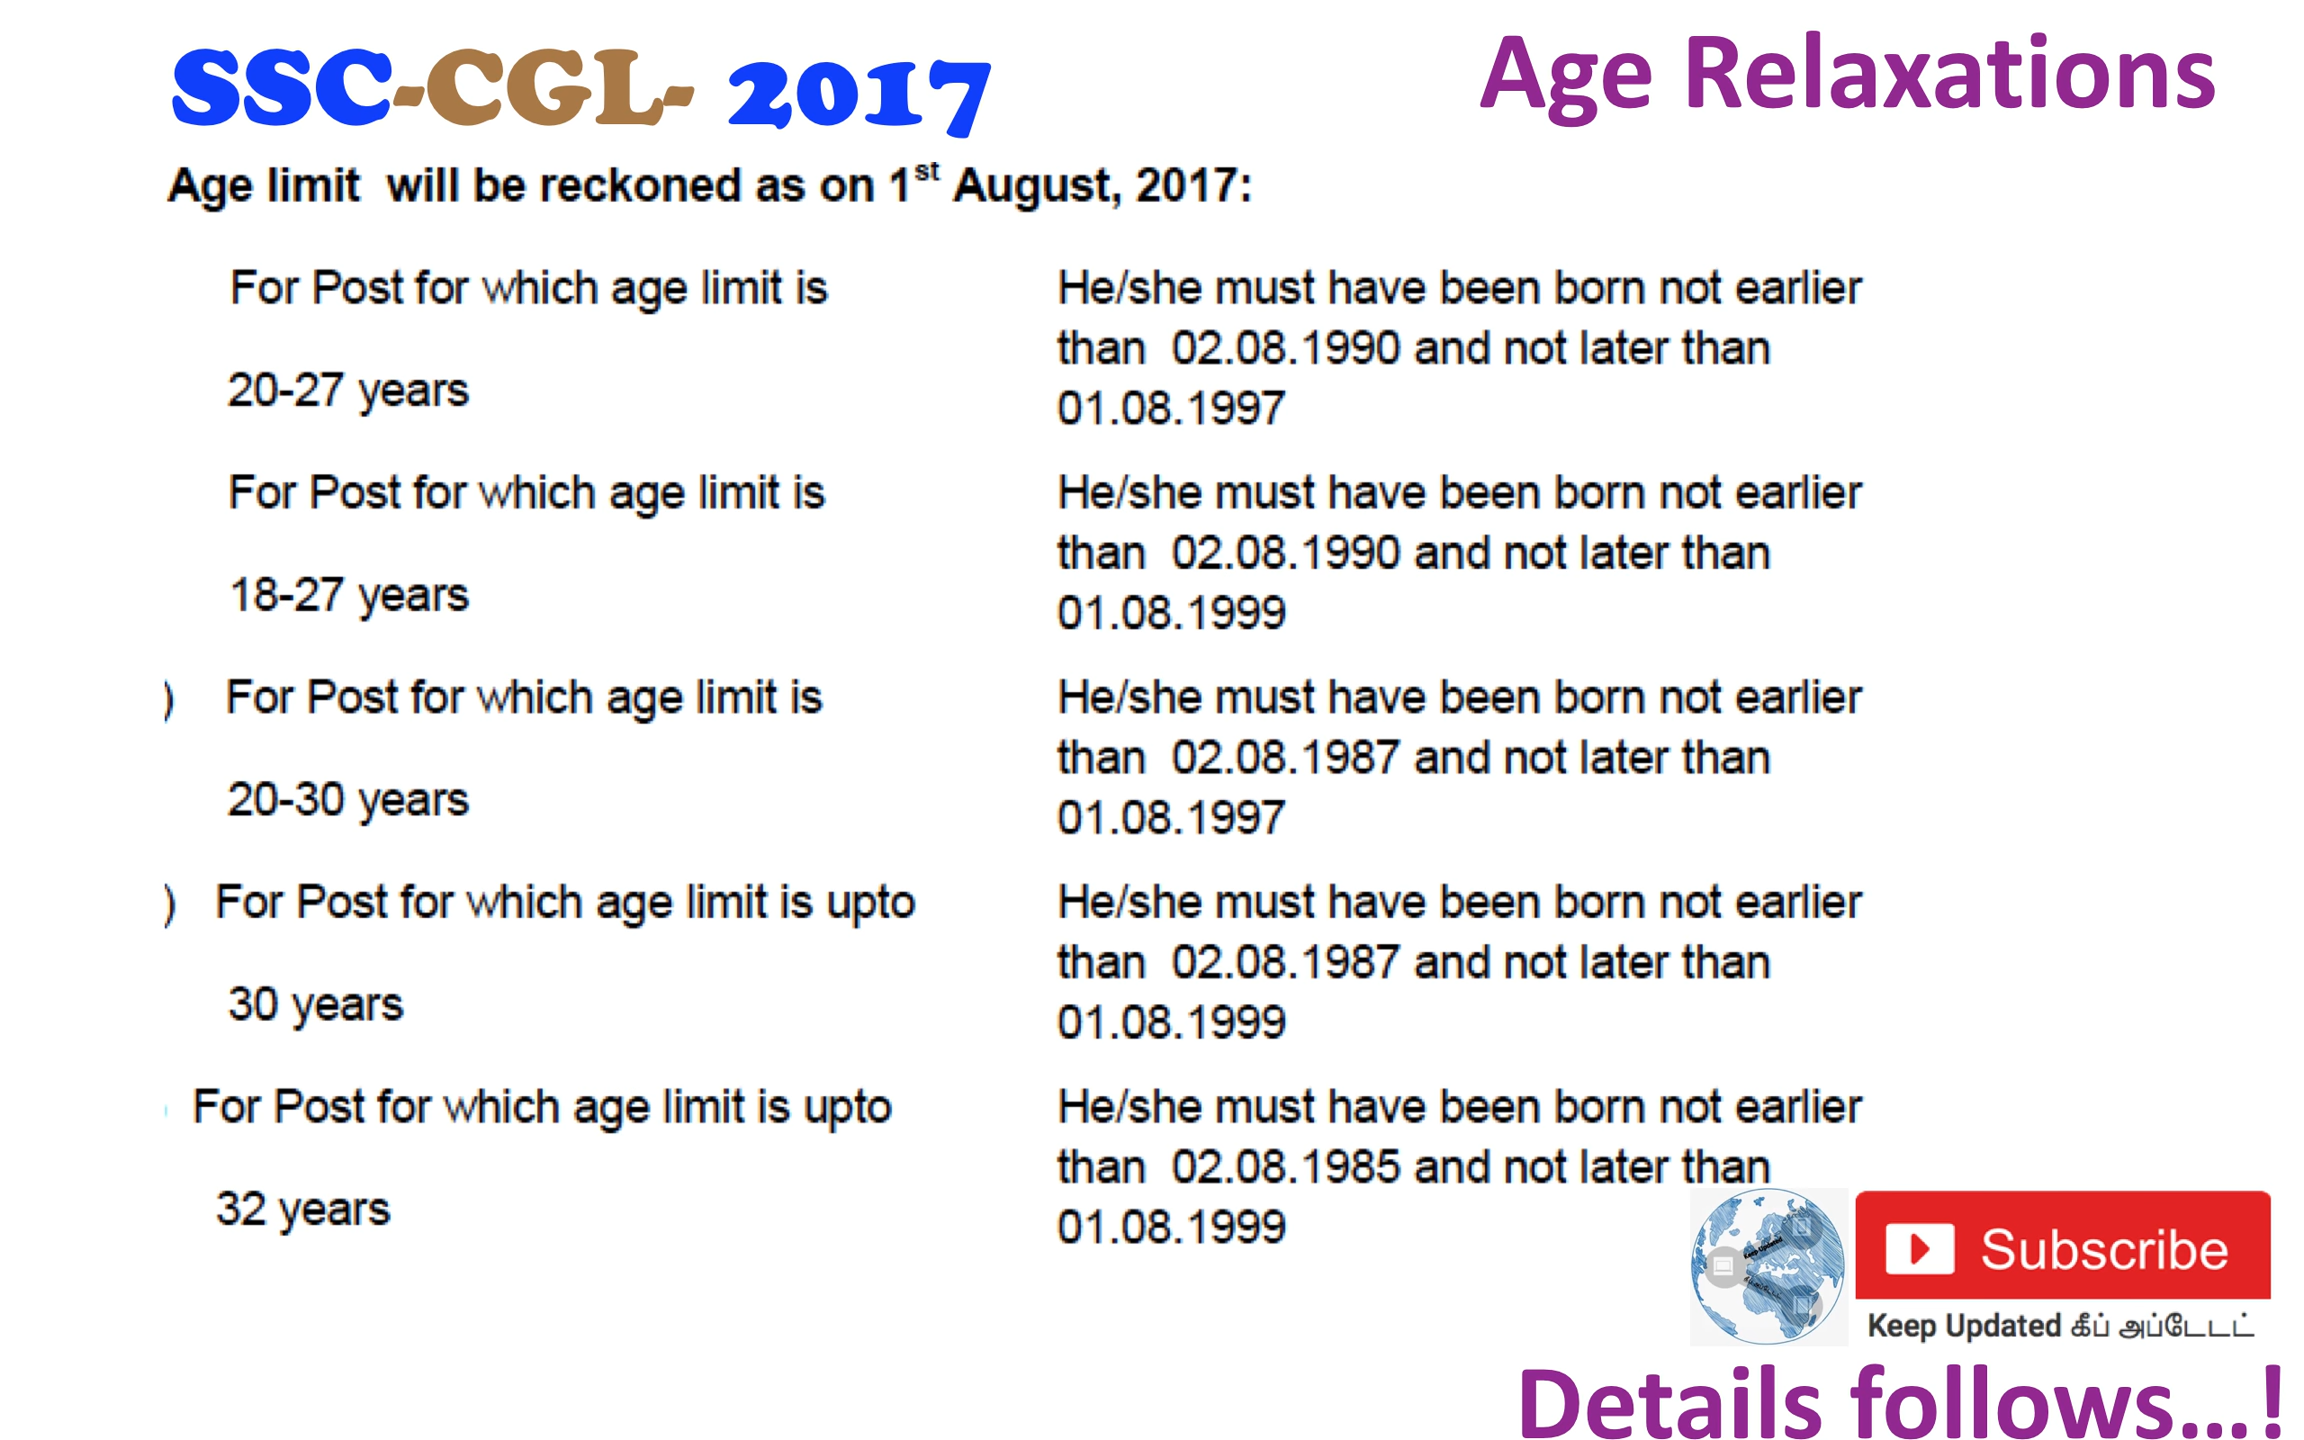 SSC-CGL- 2017
Age Relaxations
Age limit will be reckoned as on 1st August, 2017:
For Post for which age limit is
20-27 years
He/she must have been born not earlier
than 02.08.1990 and not later than
01.08.1997
For Post for which age limit is
18-27 years
He/she must have been born not earlier
than 02.08.1990 and not later than
01.08.1999
) For Post for which age limit is
20-30 years
He/she must have been born not earlier
than 02.08.1987 and not later than
01.08.1997
) For Post for which age limit is upto
30 years
He/she must have been born not earlier
than 02.08.1987 and not later than
01.08.1999
For Post for which age limit is upto
32 years
He/she must have been born not earlier
than 02.08.1985 and not later than
01.08.1999
Keep Updated
Subscribe
Keep Updated கீப் அப்டேடட்
Details follows...!